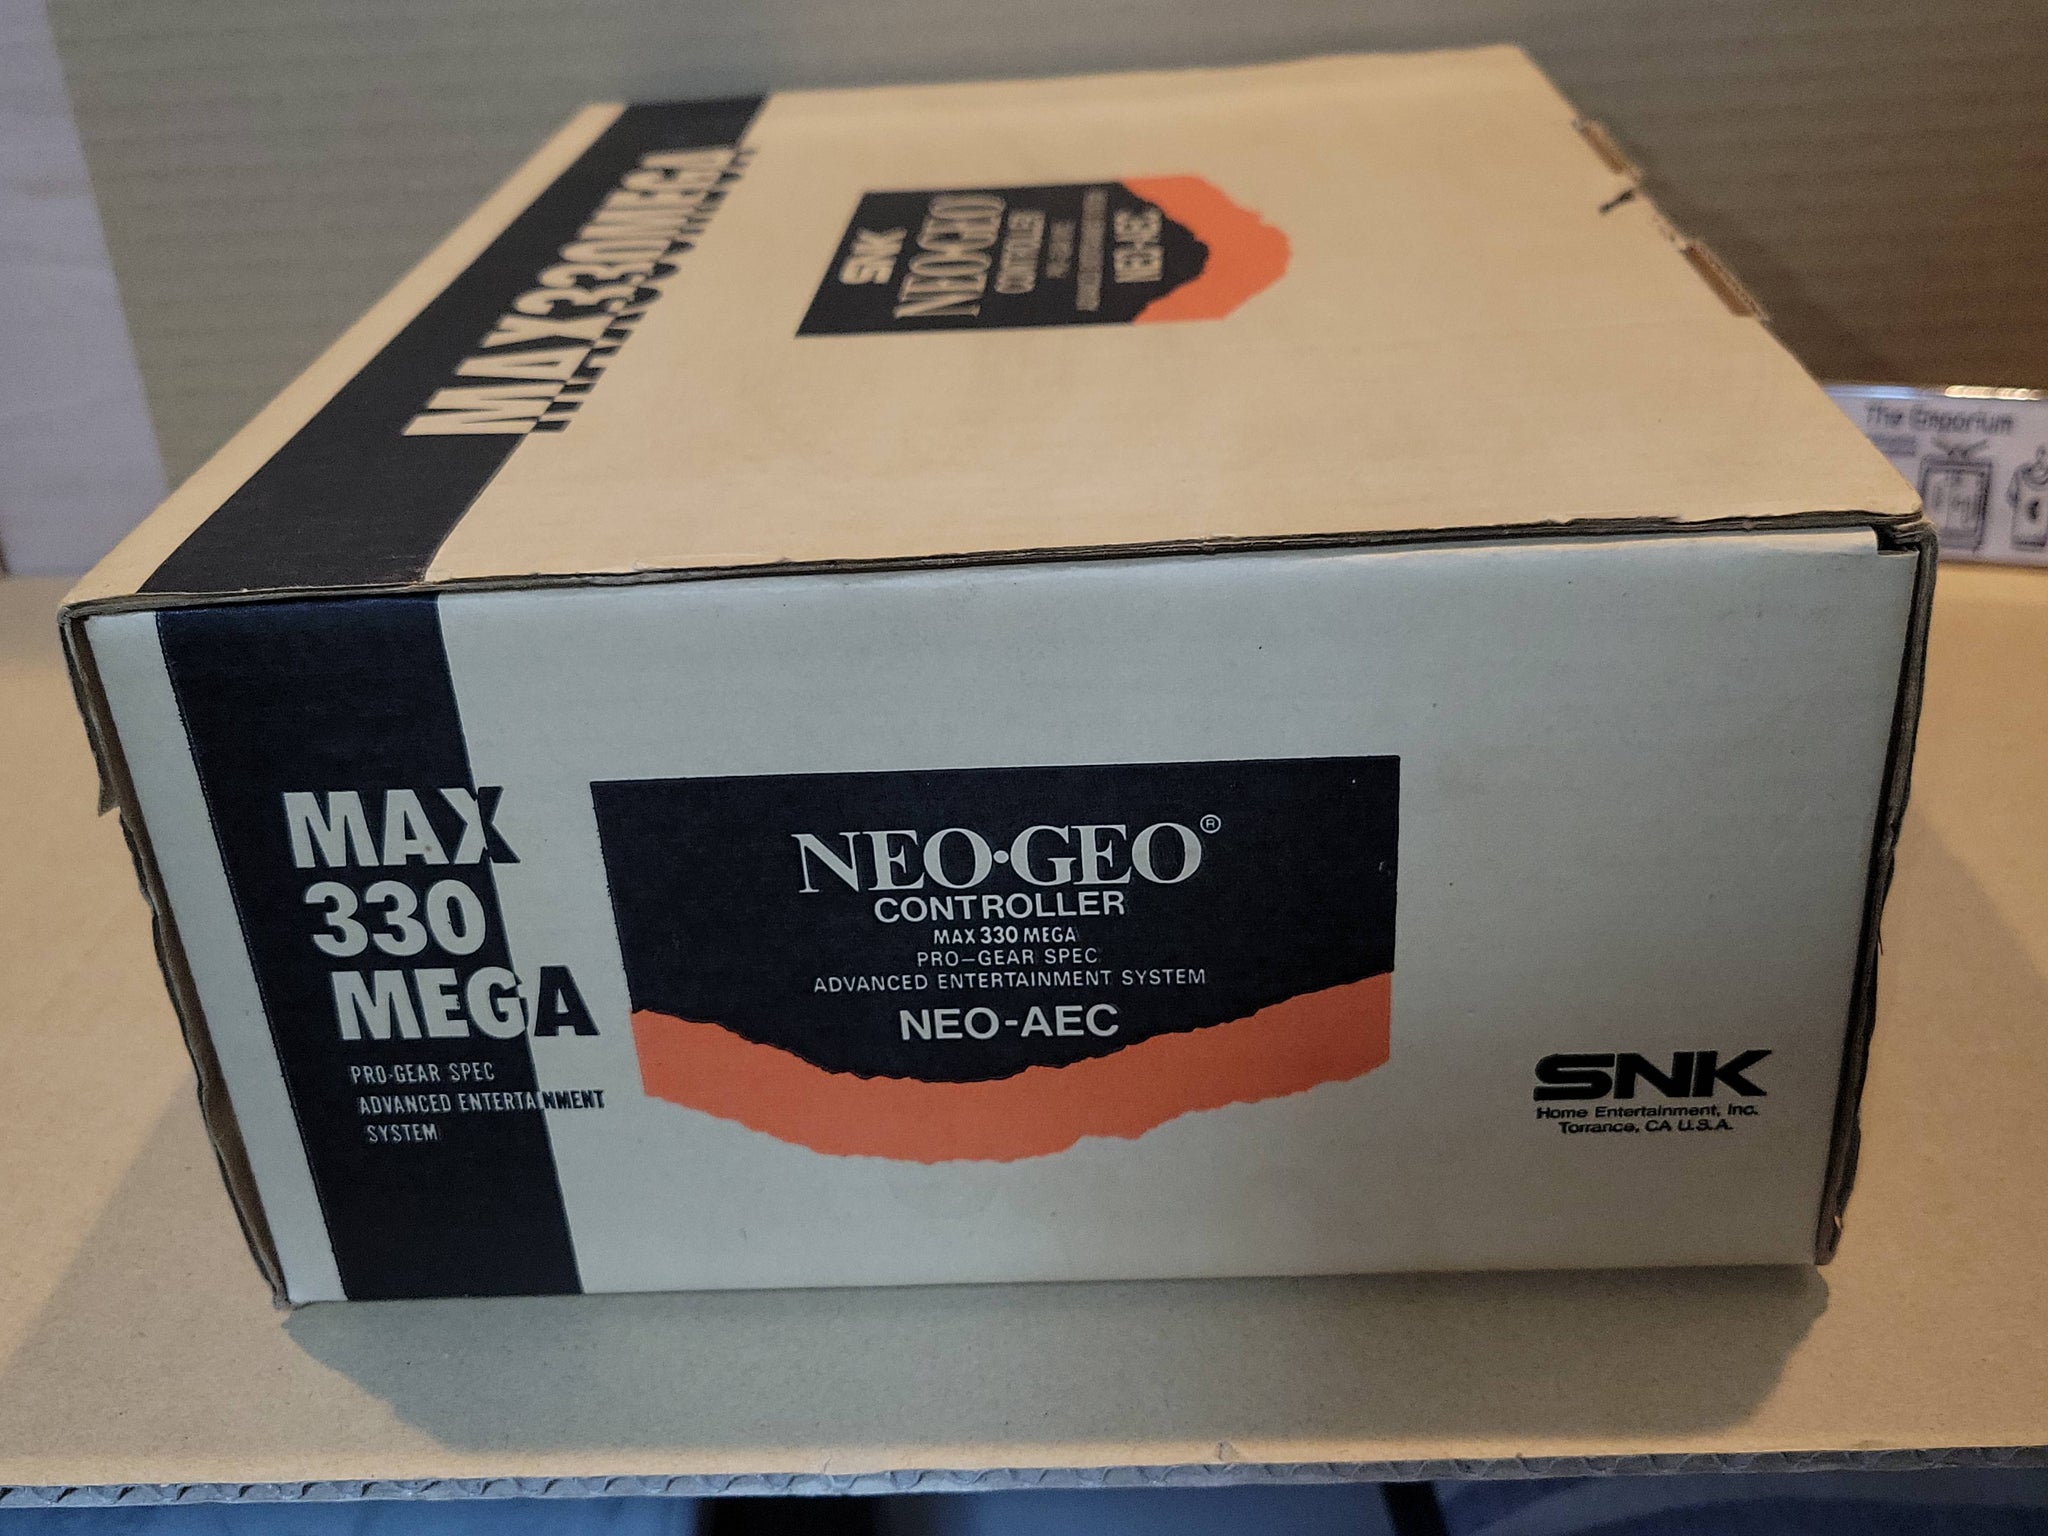 MAX330MEGA
SNK
NEO•GEO
CONTROLLER
NEO-AEC
The Emporium
MAX
330
MEGA
PRO-GEAR SPEC
ADVANCED ENTERTAINMENT
SYSTEM
NEO•GEO®
CONTROLLER
MAX 330 MEGA
PRO-GEAR SPEC
ADVANCED ENTERTAINMENT SYSTEM
NEO-AEC
SNK
Home Entertainment, Inc.
Torrance, CA U.S.A.